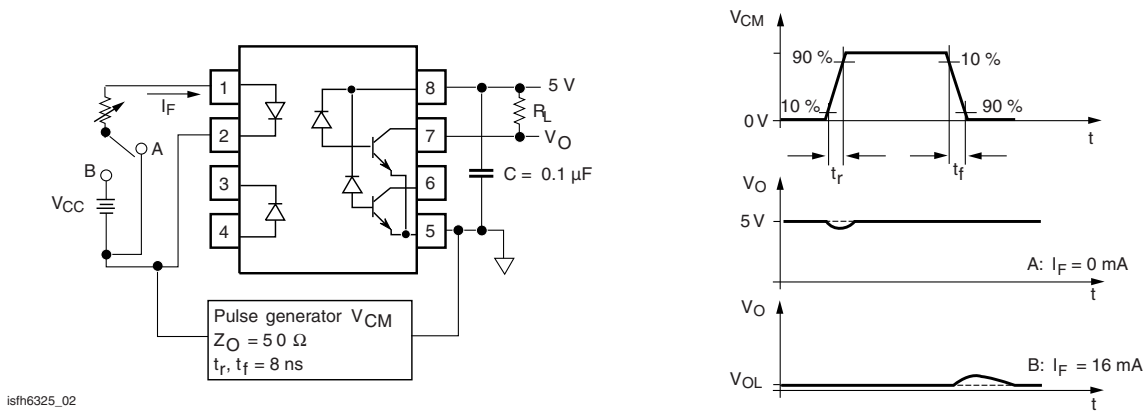 1
I_F
2
3
4
8
7
6
5
5 V
R_L
V_O
C = 0.1 µF
A
B
V_CC
Pulse generator V_CM
Z_O = 50 Ω
t_r, t_f = 8 ns
isfh6325_02
V_CM
90 %
10 %
10 %
90 %
0 V
t
t_r
t_f
V_O
5 V
A: I_F = 0 mA
t
V_O
B: I_F = 16 mA
V_OL
t